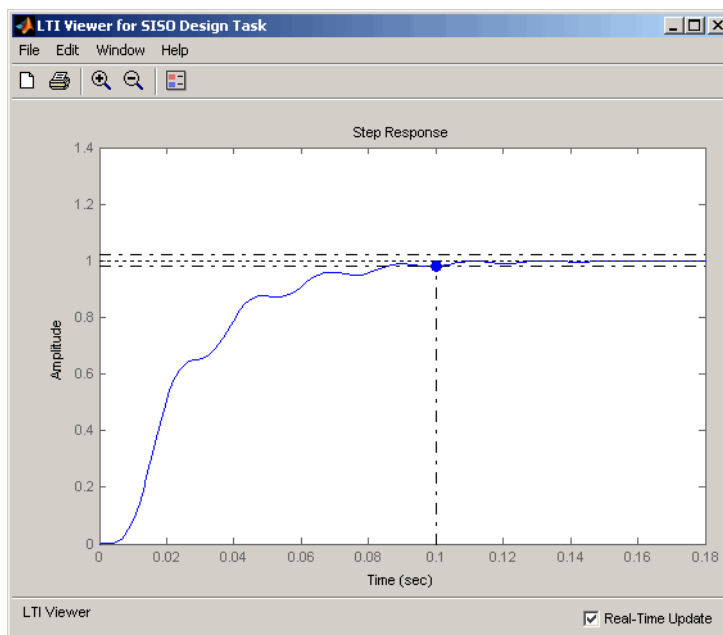 LTI Viewer for SISO Design Task
File Edit Window Help
Step Response
1.4
1.2
1
0.8
0.6
0.4
0.2
0
Amplitude
0 0.02 0.04 0.06 0.08 0.1 0.12 0.14 0.16 0.18
Time (sec)
LTI Viewer
Real-Time Update